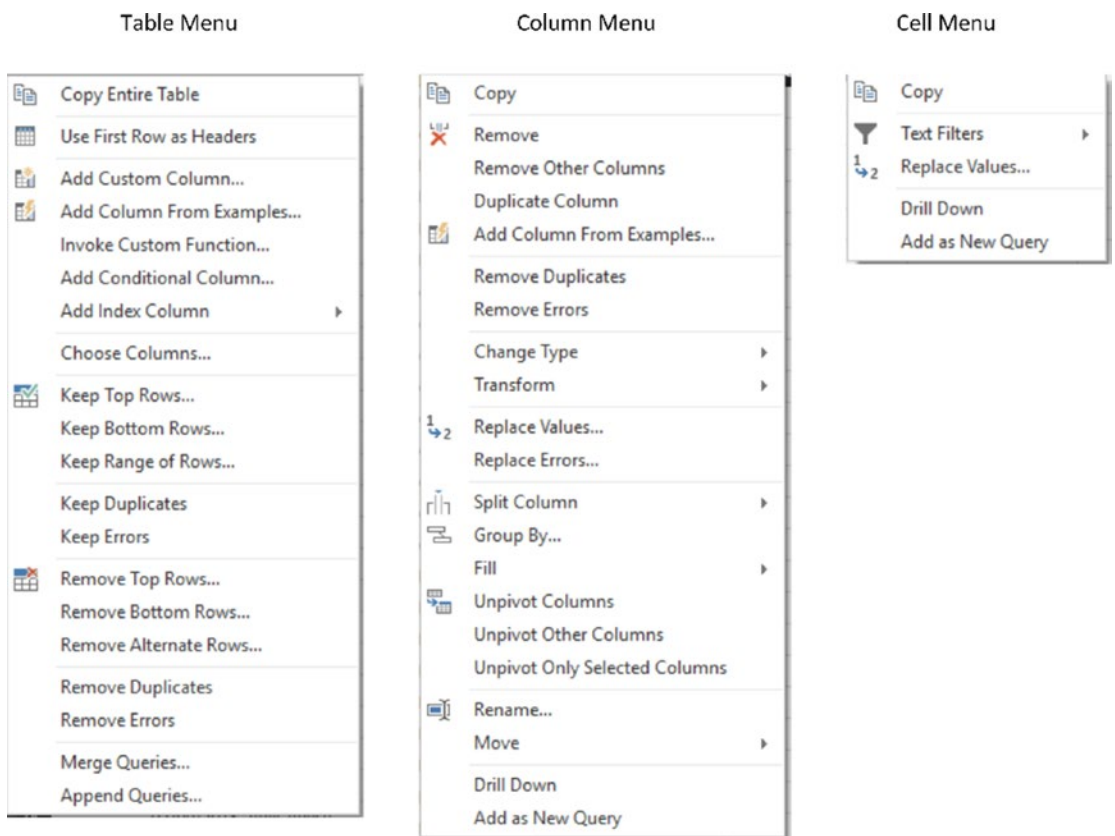 Table Menu
Copy Entire Table
Use First Row as Headers
Add Custom Column...
Add Column From Examples...
Invoke Custom Function...
Add Conditional Column...
Add Index Column
Choose Columns...
Keep Top Rows...
Keep Bottom Rows...
Keep Range of Rows...
Keep Duplicates
Keep Errors
Remove Top Rows...
Remove Bottom Rows...
Remove Alternate Rows...
Remove Duplicates
Remove Errors
Merge Queries...
Append Queries...
Column Menu
Copy
Remove
Remove Other Columns
Duplicate Column
Add Column From Examples...
Remove Duplicates
Remove Errors
Change Type
Transform
1
2
Replace Values...
Replace Errors...
Split Column
Group By...
Fill
Unpivot Columns
Unpivot Other Columns
Unpivot Only Selected Columns
Rename...
Move
Drill Down
Add as New Query
Cell Menu
Copy
Text Filters
1
2
Replace Values...
Drill Down
Add as New Query